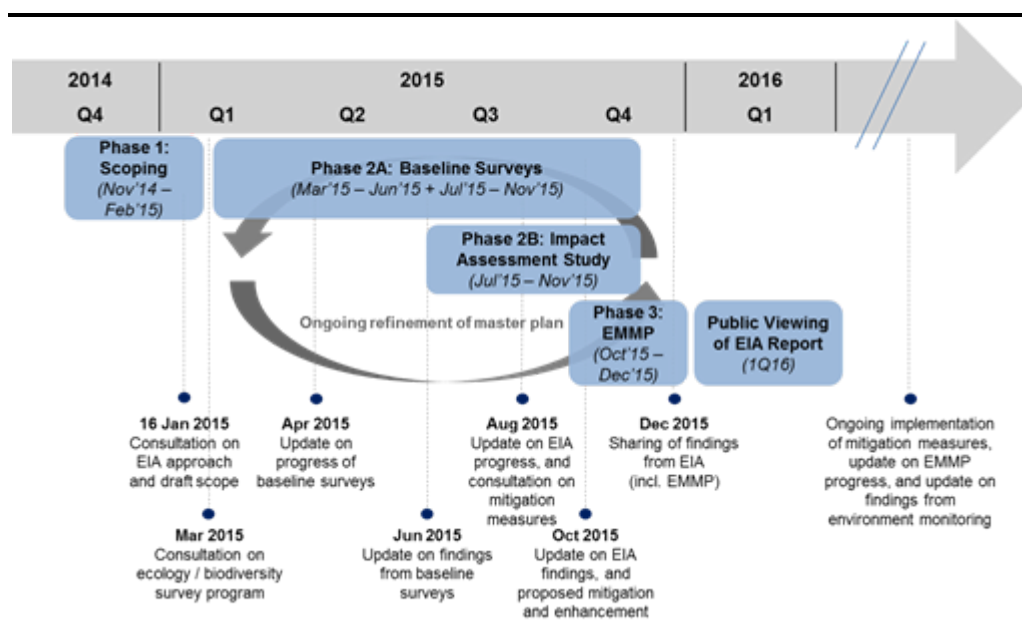 2014
2015
2016
Q4
Q1
Q2
Q3
Q4
Q1
Phase 1:
Scoping
(Nov'14 –
Feb'15)
Phase 2A: Baseline Surveys
(Mar'15 – Jun'15 + Jul'15 – Nov'15)
Phase 2B: Impact
Assessment Study
(Jul'15 – Nov'15)
Ongoing refinement of master plan
Phase 3:
EMMP
(Oct'15 –
Dec'15)
Public Viewing
of EIA Report
(1Q16)
16 Jan 2015
Consultation on
EIA approach
and draft scope
Mar 2015
Consultation on
ecology / biodiversity
survey program
Apr 2015
Update on
progress of
baseline surveys
Jun 2015
Update on findings
from baseline
surveys
Aug 2015
Update on EIA
progress, and
consultation on
mitigation
measures
Oct 2015
Update on EIA
findings, and
proposed mitigation
and enhancement
Dec 2015
Sharing of findings
from EIA
(incl. EMMP)
Ongoing implementation
of mitigation measures,
update on EMMP
progress, and update on
findings from
environment monitoring